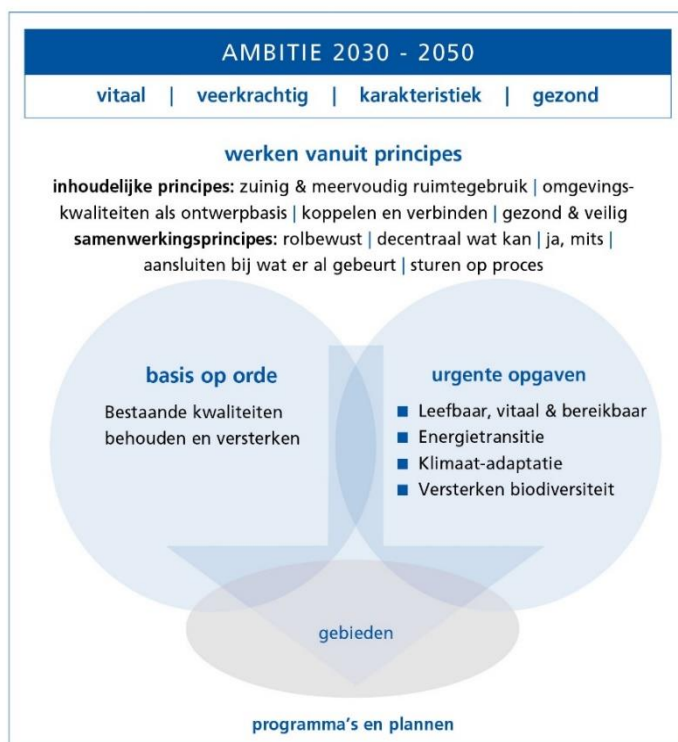 AMBITIE 2030 - 2050
vitaal | veerkrachtig | karakteristiek | gezond
werken vanuit principes
inhoudelijke principes: zuinig & meervoudig ruimtegebruik | omgevings-
kwaliteiten als ontwerpbasis | koppelen en verbinden | gezond & veilig
samenwerkingsprincipes: rolbewust | decentraal wat kan | ja, mits |
aansluiten bij wat er al gebeurt | sturen op proces
basis op orde
Bestaande kwaliteiten
behouden en versterken
urgente opgaven
Leefbaar, vitaal & bereikbaar
Energietransitie
Klimaat-adaptatie
Versterken biodiversiteit
gebieden
programma's en plannen